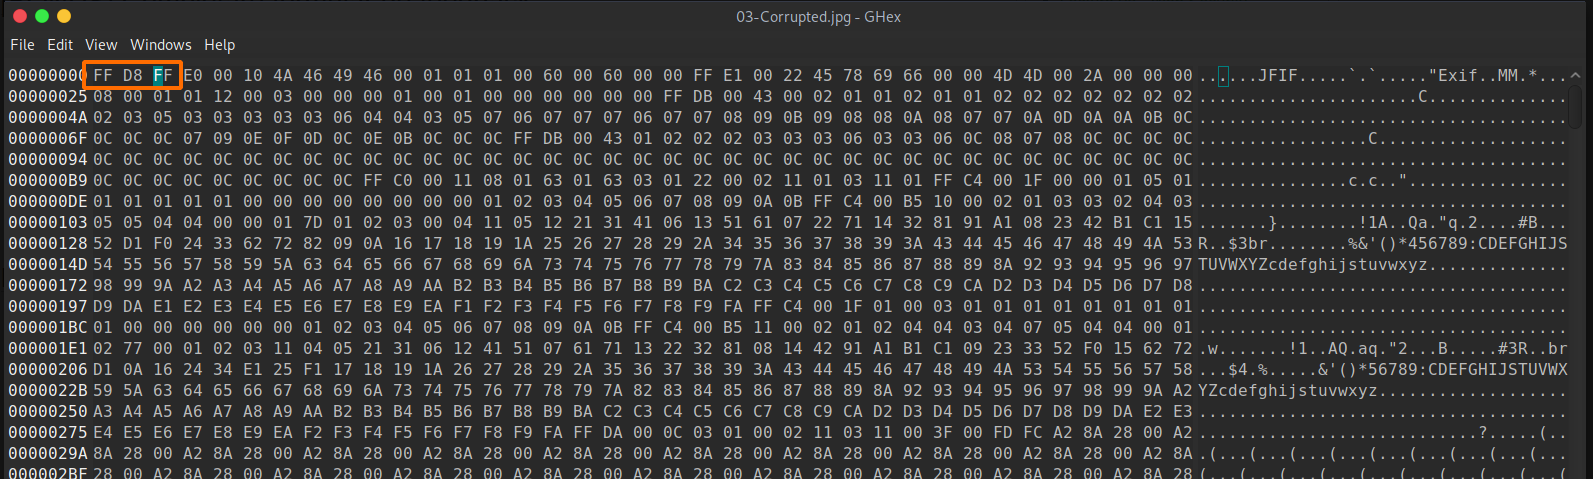 03-Corrupted.jpg - GHex
File Edit View Windows Help
00000000 FF D8 FF E0 00 10 4A 46 49 46 00 01 01 01 00 60 00 60 00 00 FF E1 00 22 45 78 69 66 00 00 4D 4D 00 2A 00 00 00 ......JFIF.....`.`....."Exif..MM.*...
00000025 08 00 01 01 12 00 03 00 00 00 01 00 01 00 00 00 00 00 00 FF DB 00 43 00 02 01 01 02 01 01 02 02 02 02 02 02 02 ......................C..............
0000004A 02 03 05 03 03 03 03 03 06 04 04 03 05 07 06 07 07 07 06 07 07 08 09 0B 09 08 08 0A 08 07 07 0A 0D 0A 0A 0B 0C .....................................
0000006F 0C 0C 0C 07 09 0E 0F 0D 0C 0E 0B 0C 0C 0C FF DB 00 43 01 02 02 02 03 03 03 06 03 03 06 0C 08 07 08 0C 0C 0C 0C .................C...................
00000094 0C 0C 0C 0C 0C 0C 0C 0C 0C 0C 0C 0C 0C 0C 0C 0C 0C 0C 0C 0C 0C 0C 0C 0C 0C 0C 0C 0C 0C 0C 0C 0C 0C 0C 0C 0C 0C .....................................
000000B9 0C 0C 0C 0C 0C 0C 0C 0C 0C FF C0 00 11 08 01 63 01 63 03 01 22 00 02 11 01 03 11 01 FF C4 00 1F 00 00 01 05 01 ...............c.c..".................
000000DE 01 01 01 01 01 00 00 00 00 00 00 00 00 01 02 03 04 05 06 07 08 09 0A 0B FF C4 00 B5 10 00 02 01 03 03 02 04 03 .....................................
00000103 05 05 04 04 00 00 01 7D 01 02 03 00 04 11 05 12 21 31 41 06 13 51 61 07 22 71 14 32 81 91 A1 08 23 42 B1 C1 15 .......}........!1A..Qa."q.2....#B...
00000128 52 D1 F0 24 33 62 72 82 09 0A 16 17 18 19 1A 25 26 27 28 29 2A 34 35 36 37 38 39 3A 43 44 45 46 47 48 49 4A 53 R..$3br........%&'()*456789:CDEFGHIJS
0000014D 54 55 56 57 58 59 5A 63 64 65 66 67 68 69 6A 73 74 75 76 77 78 79 7A 83 84 85 86 87 88 89 8A 92 93 94 95 96 97 TUVWXYZcdefghijstuvwxyz..............
00000172 98 99 9A A2 A3 A4 A5 A6 A7 A8 A9 AA B2 B3 B4 B5 B6 B7 B8 B9 BA C2 C3 C4 C5 C6 C7 C8 C9 CA D2 D3 D4 D5 D6 D7 D8 .....................................
00000197 D9 DA E1 E2 E3 E4 E5 E6 E7 E8 E9 EA F1 F2 F3 F4 F5 F6 F7 F8 F9 FA FF C4 00 1F 01 00 03 01 01 01 01 01 01 01 01 .....................................
000001BC 01 00 00 00 00 00 00 01 02 03 04 05 06 07 08 09 0A 0B FF C4 00 B5 11 00 02 01 02 04 04 03 04 07 05 04 04 00 01 .....................................
000001E1 02 77 00 01 02 03 11 04 05 21 31 06 12 41 51 07 61 71 13 22 32 81 08 14 42 91 A1 B1 C1 09 23 33 52 F0 15 62 72 .w.......!1..AQ.aq."2...B.....#3R..br
00000206 D1 0A 16 24 34 E1 25 F1 17 18 19 1A 26 27 28 29 2A 35 36 37 38 39 3A 43 44 45 46 47 48 49 4A 53 54 55 56 57 58 ...$4.%.....&'()*56789:CDEFGHIJSTUVWX
0000022B 59 5A 63 64 65 66 67 68 69 6A 73 74 75 76 77 78 79 7A 82 83 84 85 86 87 88 89 8A 92 93 94 95 96 97 98 99 9A A2 YZcdefghijstuvwxyz...................
00000250 A3 A4 A5 A6 A7 A8 A9 AA B2 B3 B4 B5 B6 B7 B8 B9 BA C2 C3 C4 C5 C6 C7 C8 C9 CA D2 D3 D4 D5 D6 D7 D8 D9 DA E2 E3 .....................................
00000275 E4 E5 E6 E7 E8 E9 EA F2 F3 F4 F5 F6 F7 F8 F9 FA FF DA 00 0C 03 01 00 02 11 03 11 00 3F 00 FD FC A2 8A 28 00 A2 ............................?.....(..
0000029A 8A 28 00 A2 8A 28 00 A2 8A 28 00 A2 8A 28 00 A2 8A 28 00 A2 8A 28 00 A2 8A 28 00 A2 8A 28 00 A2 8A 28 00 A2 8A .(...(...(...(...(...(...(...(...(...
000002BF 28 00 A2 8A 28 00 A2 8A 28 00 A2 8A 28 00 A2 8A 28 00 A2 8A 28 00 A2 8A 28 00 A2 8A 28 00 A2 8A 28 00 A2 8A 28 (...(...(...(...(...(...(...(...(...(